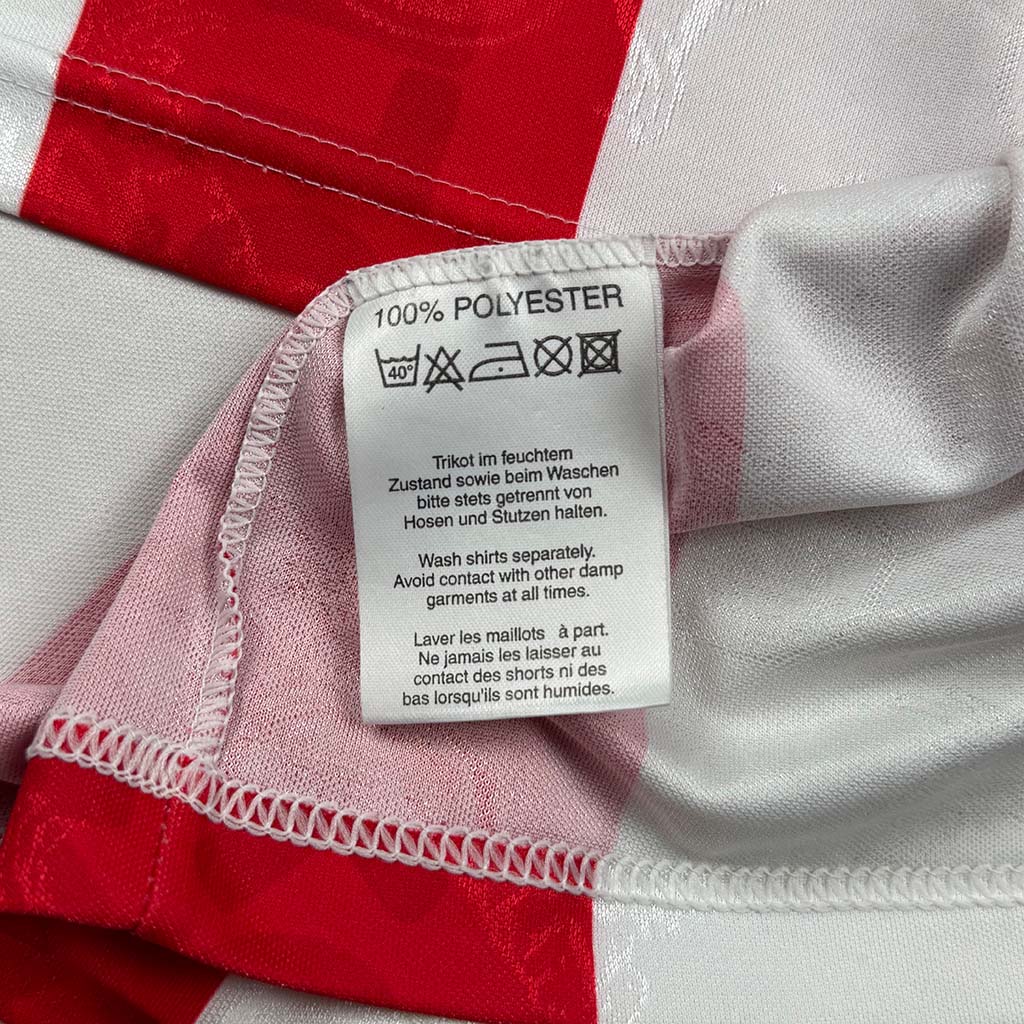 100% POLYESTER
40°
Trikot im feuchtem
Zustand sowie beim Waschen
bitte stets getrennt von
Hosen und Stutzen halten.
Wash shirts separately.
Avoid contact with other damp
garments at all times.
Laver les maillots à part.
Ne jamais les laisser au
contact des shorts ni des
bas lorsqu'ils sont humides.